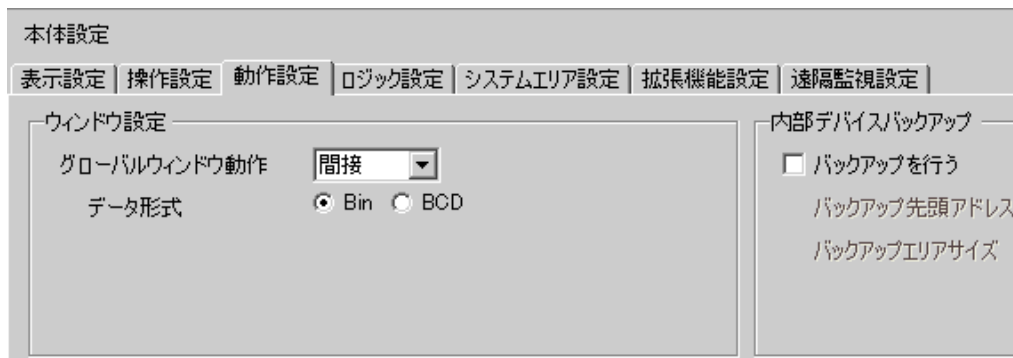 本体設定
表示設定 操作設定 動作設定 ロジック設定 システムエリア設定 拡張機能設定 遠隔監視設定
ウィンドウ設定
グローバルウィンドウ動作 間接
データ形式 Bin BCD
内部デバイスバックアップ
バックアップを行う
バックアップ先頭アドレス
バックアップエリアサイズ